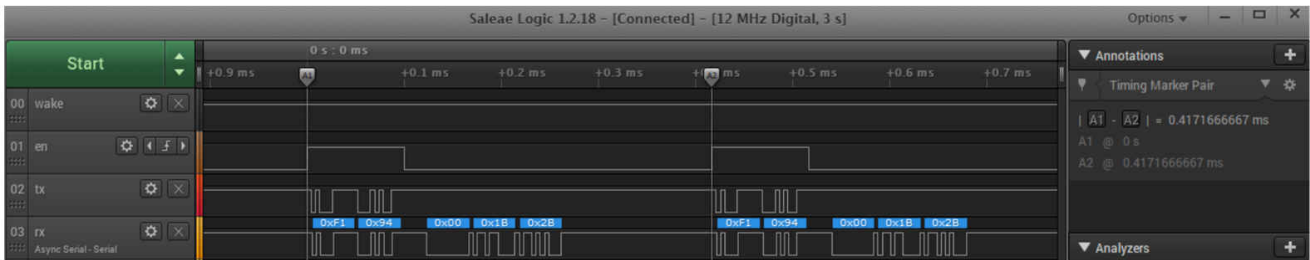 Saleae Logic 1.2.18 - [Connected] - [12 MHz Digital, 3 s]
Options
Start
0 s : 0 ms
+0.9 ms
A1
+0.1 ms
+0.2 ms
+0.3 ms
A2
ms
+0.5 ms
+0.6 ms
+0.7 ms
Annotations
Timing Marker Pair
| A1 - A2 | = 0.4171666667 ms
A1 @ 0 s
A2 @ 0.4171666667 ms
00 wake
01 en
02 tx
0xF1 0x94 0x00 0x1B 0x2B 0xF1 0x94 0x00 0x1B 0x2B
03 rx
Async Serial - Serial
Analyzers